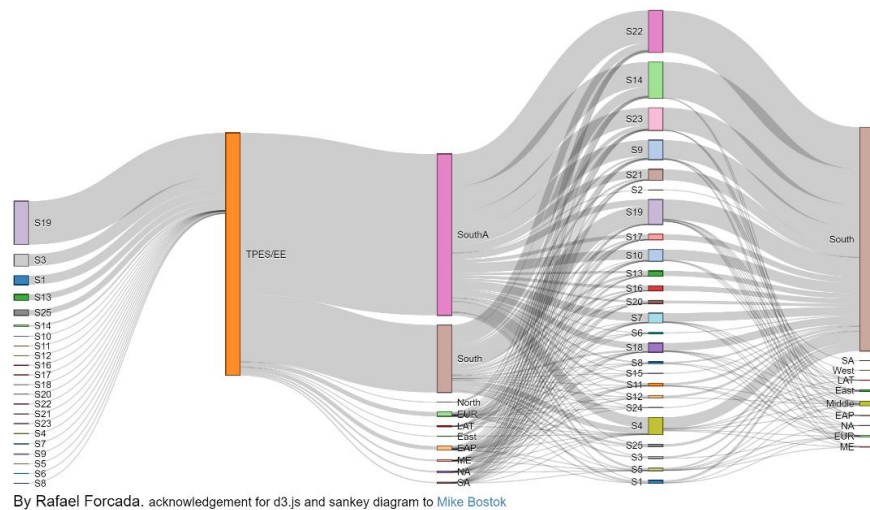 S19
S3
S1
S13
S25
S14
S10
S11
S12
S16
S17
S18
S20
S22
S21
S23
S4
S7
S9
S5
S6
S8
TPES/EE
SouthA
South
North
EUR
LAT
East
EAP
ME
NA
SA
S22
S14
S23
S9
S21
S2
S19
S17
S10
S13
S16
S20
S7
S6
S18
S8
S15
S11
S12
S24
S4
S25
S3
S5
S1
South
SA
West
LAT
East
Middle
EAP
NA
EUR
ME
By Rafael Forcada. acknowledgement for d3.js and sankey diagram to Mike Bostok